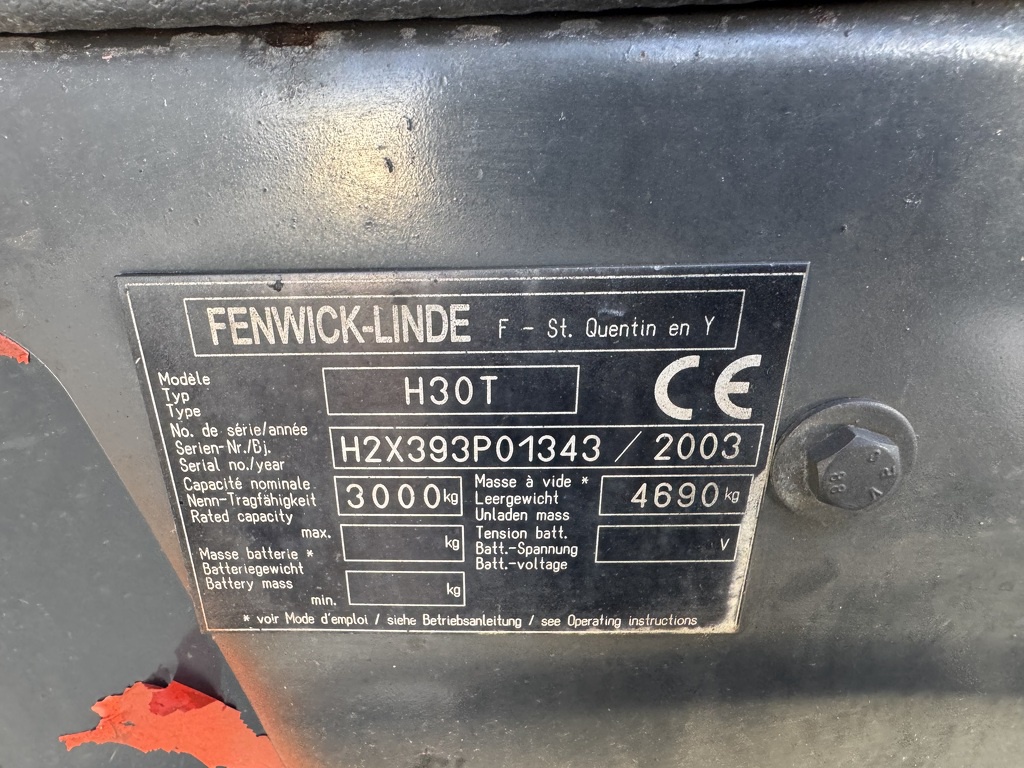 FENWICK-LINDE F - St. Quentin en Y
Modèle
Typ
Type
H30T
CE
No. de série/année
Serien-Nr./Bj.
Serial no./year
H2X393P01343 / 2003
Capacité nominale
Nenn-Tragfähigkeit
Rated capacity
3000 kg
Masse à vide *
Leergewicht
Unladen mass
4690 kg
max.
kg
Masse batterie *
Batteriegewicht
Battery mass
min.
kg
Tension batt.
Batt.-Spannung
Batt.-voltage
V
* voir Mode d'emploi / siehe Betriebsanleitung / see Operating instructions